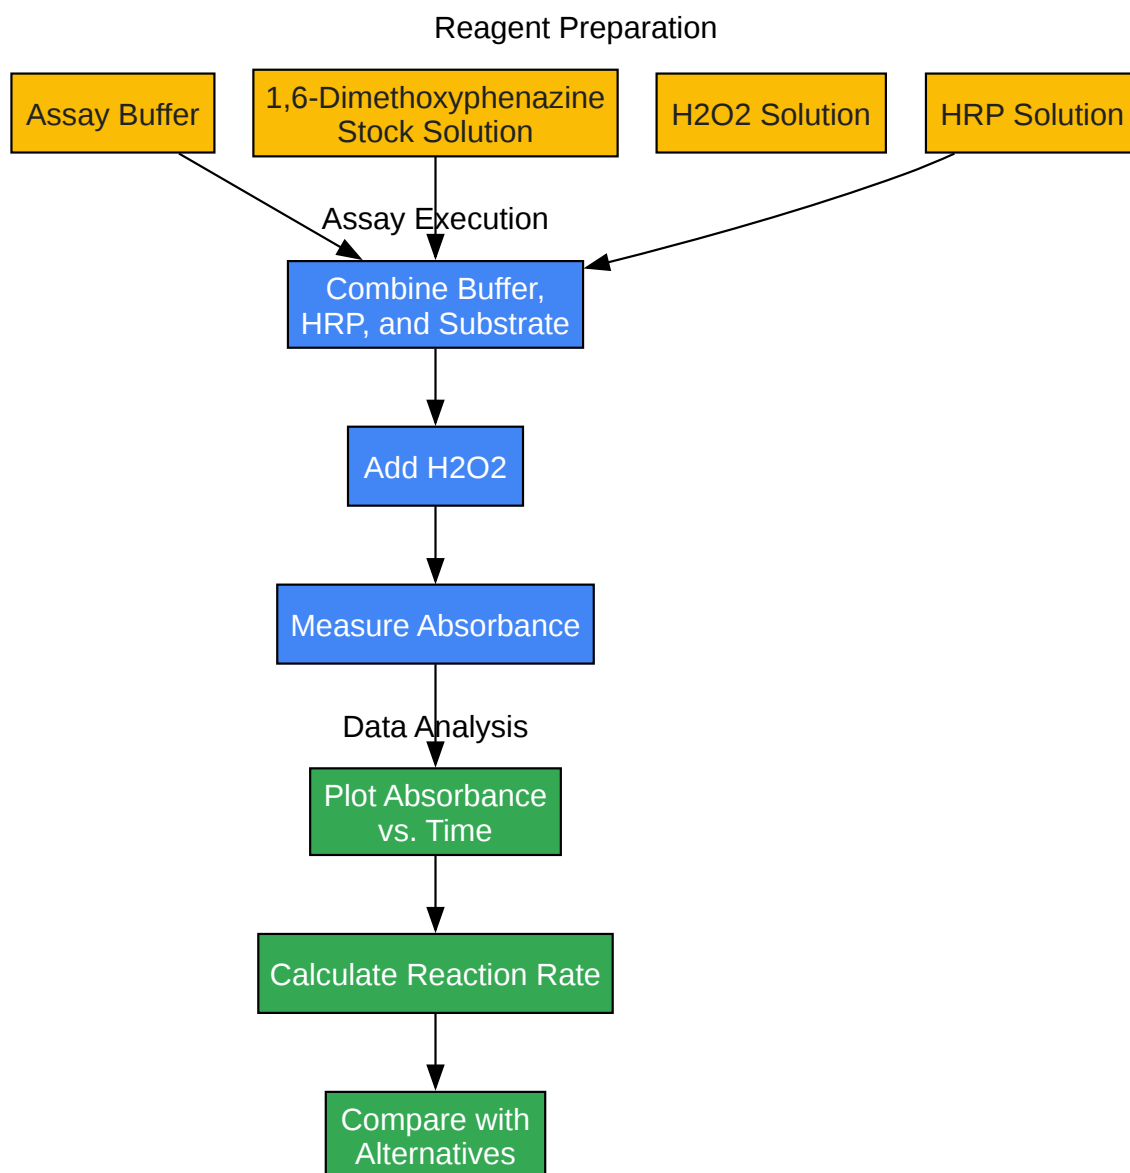 Reagent Preparation
Assay Buffer
1,6-Dimethoxyphenazine
Stock Solution
H2O2 Solution
HRP Solution
Assay Execution
Combine Buffer,
HRP, and Substrate
Add H2O2
Measure Absorbance
Data Analysis
Plot Absorbance
vs. Time
Calculate Reaction Rate
Compare with
Alternatives